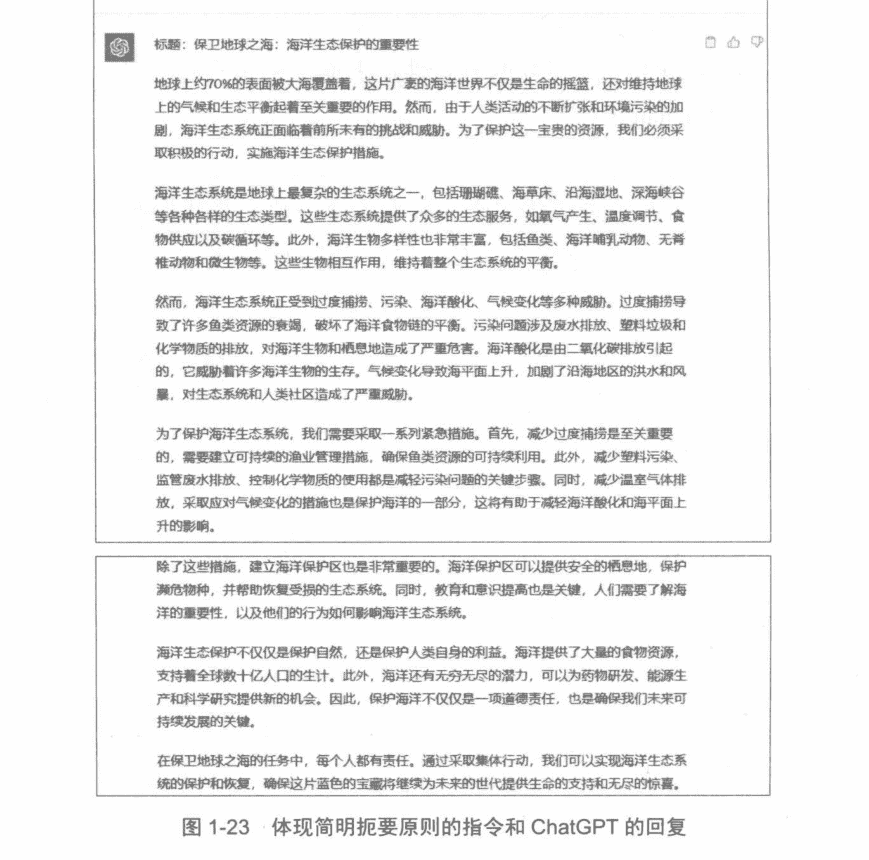 标题：保卫地球之海：海洋生态保护的重要性
地球上约70%的表面被大海覆盖着，这片广袤的海洋世界不仅是生命的摇篮，还对维持地球
上的气候和生态平衡起着至关重要的作用。然而，由于人类活动的不断扩张和环境污染的加
剧，海洋生态系统正面临着前所未有的挑战和威胁。为了保护这一宝贵的资源，我们必须采
取积极的行动，实施海洋生态保护措施。
海洋生态系统是地球上最复杂的生态系统之一，包括珊瑚礁、海草床、沿海湿地、深海峡谷
等各种各样的生态类型。这些生态系统提供了众多的生态服务，如氧气产生、温度调节、食
物供应以及碳循环等。此外，海洋生物多样性也非常丰富，包括鱼类、海洋哺乳动物、无脊
椎动物和微生物等。这些生物相互作用，维持着整个生态系统的平衡。
然而，海洋生态系统正受到过度捕捞、污染、海洋酸化、气候变化等多种威胁。过度捕捞导
致了许多鱼类资源的衰竭，破坏了海洋食物链的平衡。污染问题涉及废水排放、塑料垃圾和
化学物质的排放，对海洋生物和栖息地造成了严重危害。海洋酸化是由二氧化碳排放引起
的，它威胁着许多海洋生物的生存。气候变化导致海平面上升，加剧了沿海地区的洪水和风
暴，对生态系统和人类社区造成了严重威胁。
为了保护海洋生态系统，我们需要采取一系列紧急措施。首先，减少过度捕捞是至关重要
的，需要建立可持续的渔业管理措施，确保鱼类资源的可持续利用。此外，减少塑料污染、
监管废水排放、控制化学物质的使用都是减轻污染问题的关键步骤。同时，减少温室气体排
放，采取应对气候变化的措施也是保护海洋的一部分，这将有助于减轻海洋酸化和海平面上
升的影响。
除了这些措施，建立海洋保护区也是非常重要的。海洋保护区可以提供安全的栖息地，保护
濒危物种，并帮助恢复受损的生态系统。同时，教育和意识提高也是关键，人们需要了解海
洋的重要性，以及他们的行为如何影响海洋生态系统。
海洋生态保护不仅仅是保护自然，还是保护人类自身的利益。海洋提供了大量的食物资源，
支持着全球数十亿人口的生计。此外，海洋还有无穷无尽的潜力，可以为药物研发、能源生
产和科学研究提供新的机会。因此，保护海洋不仅仅是一项道德责任，也是确保我们未来可
持续发展的关键。
在保卫地球之海的任务中，每个人都有责任。通过采取集体行动，我们可以实现海洋生态系
统的保护和恢复，确保这片蓝色的宝藏将继续为未来的世代提供生命的支持和无尽的惊喜。
图 1-23 体现简明扼要原则的指令和 ChatGPT 的回复